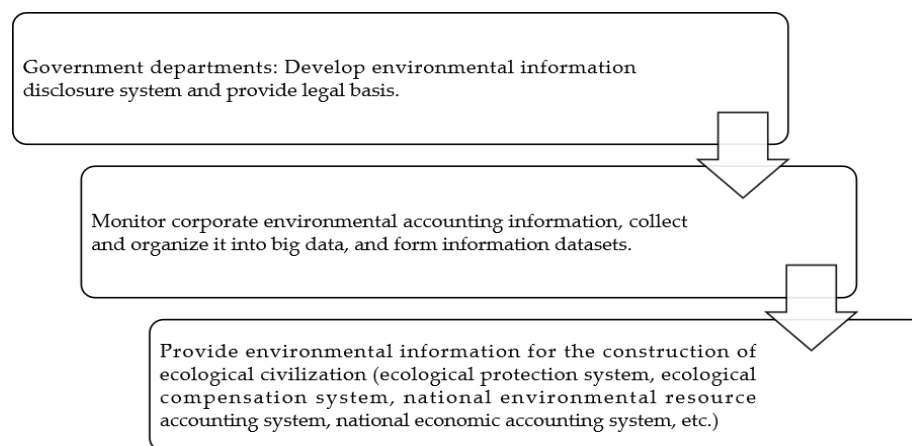 Government departments: Develop environmental information
disclosure system and provide legal basis.
Monitor corporate environmental accounting information, collect
and organize it into big data, and form information datasets.
Provide environmental information for the construction of
ecological civilization (ecological protection system, ecological
compensation system, national environmental resource
accounting system, national economic accounting system, etc.)